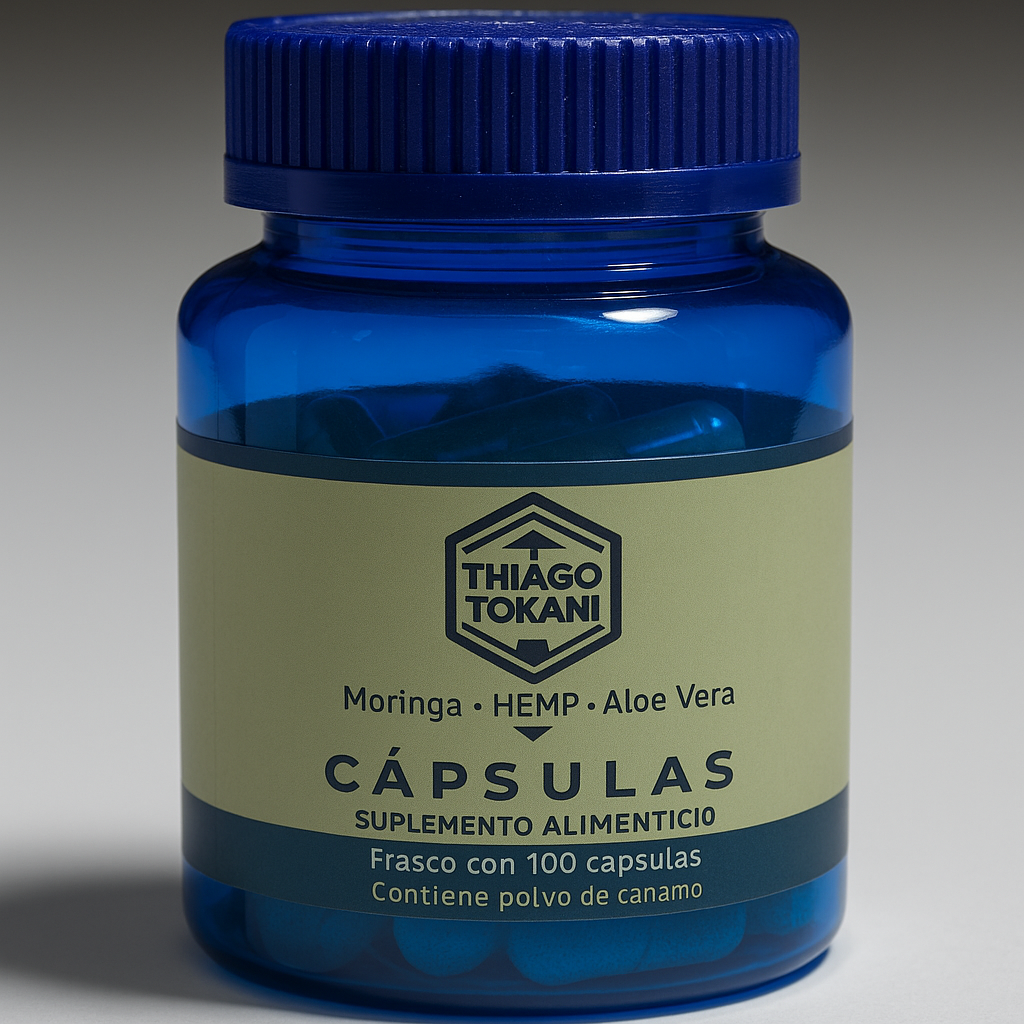 THIAGO
TOKANI
Moringa • HEMP • Aloe Vera
CÁPSULAS
SUPLEMENTO ALIMENTICIO
Frasco con 100 capsulas
Contiene polvo de canamo